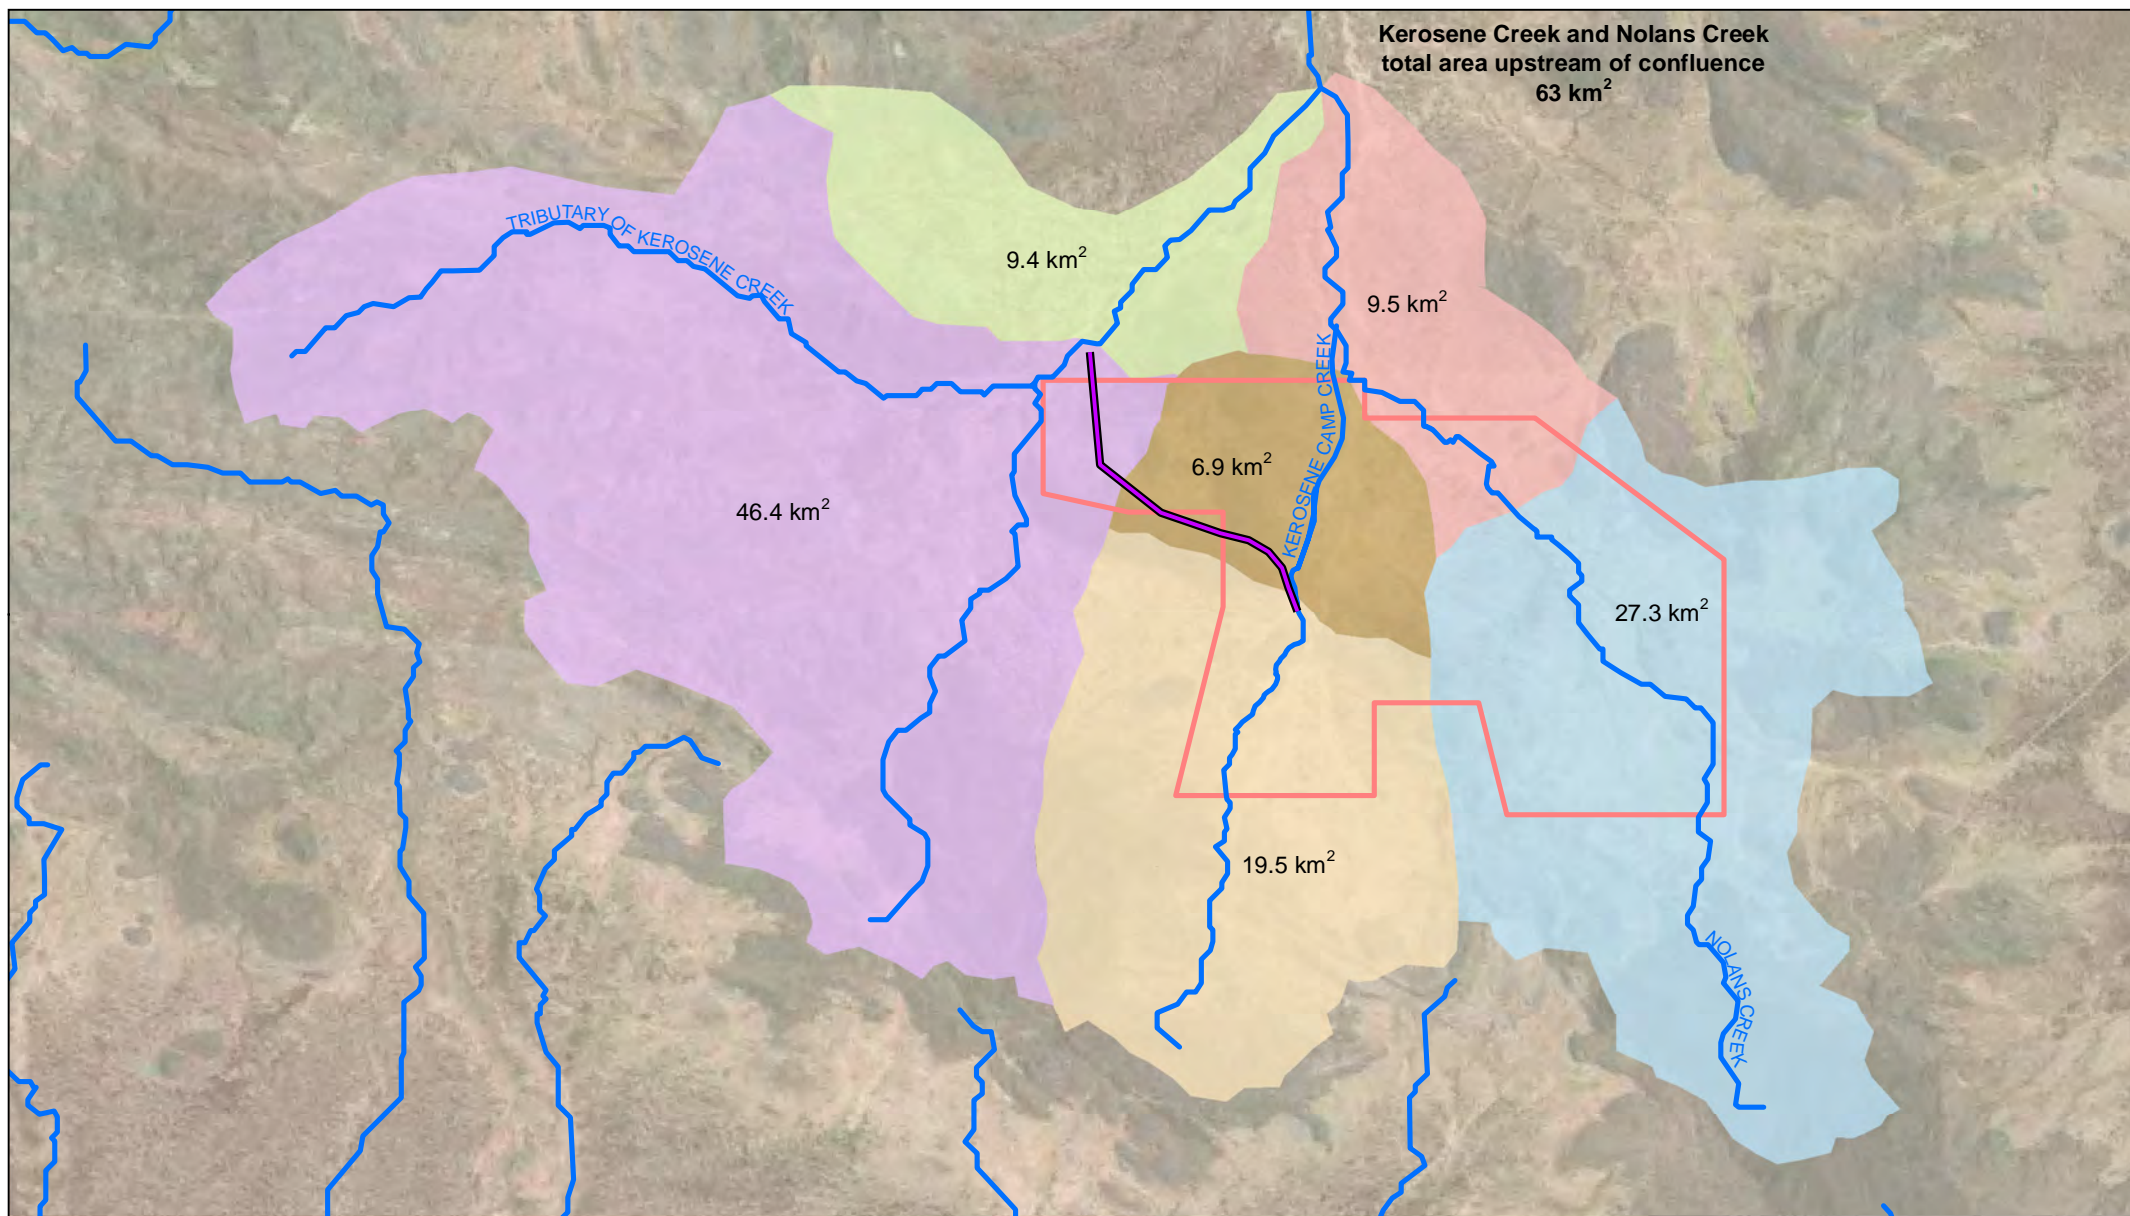 Kerosene Creek and Nolans Creek
total area upstream of confluence
63 km²
TRIBUTARY OF KEROSENE CREEK
9.4 km²
9.5 km²
KEROSENE CAMP CREEK
6.9 km²
46.4 km²
27.3 km²
19.5 km²
NOLANS CREEK